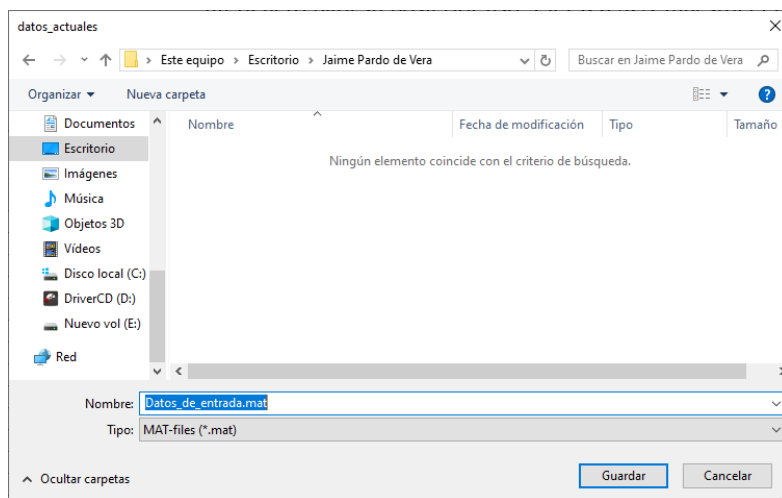 datos_actuales
Este equipo > Escritorio > Jaime Pardo de Vera
Buscar en Jaime Pardo de Vera
Organizar
Nueva carpeta
Documentos
Escritorio
Imágenes
Música
Objetos 3D
Vídeos
Disco local (C:)
DriverCD (D:)
Nuevo vol (E:)
Red
Nombre
Fecha de modificación
Tipo
Tamaño
Ningún elemento coincide con el criterio de búsqueda.
Nombre: Datos_de_entrada.mat
Tipo: MAT-files (*.mat)
Ocultar carpetas
Guardar
Cancelar